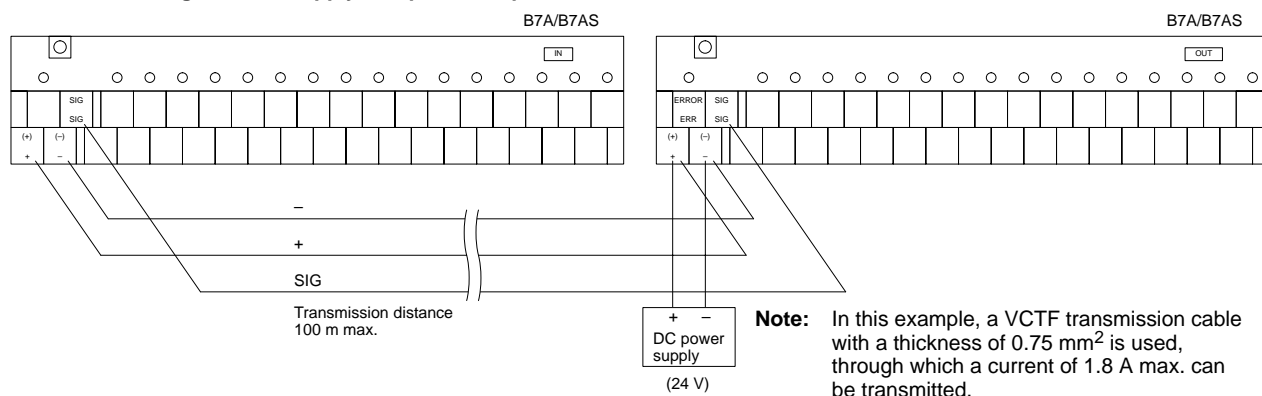 B7A/B7AS
B7A/B7AS
IN
OUT
SIG
SIG
(+) (–)
+ –
ERROR SIG
ERR SIG
(+) (–)
+ –
–
+
SIG
Transmission distance
100 m max.
+ –
DC power
supply
(24 V)
Note: In this example, a VCTF transmission cable
with a thickness of 0.75 mm2 is used,
through which a current of 1.8 A max. can
be transmitted.